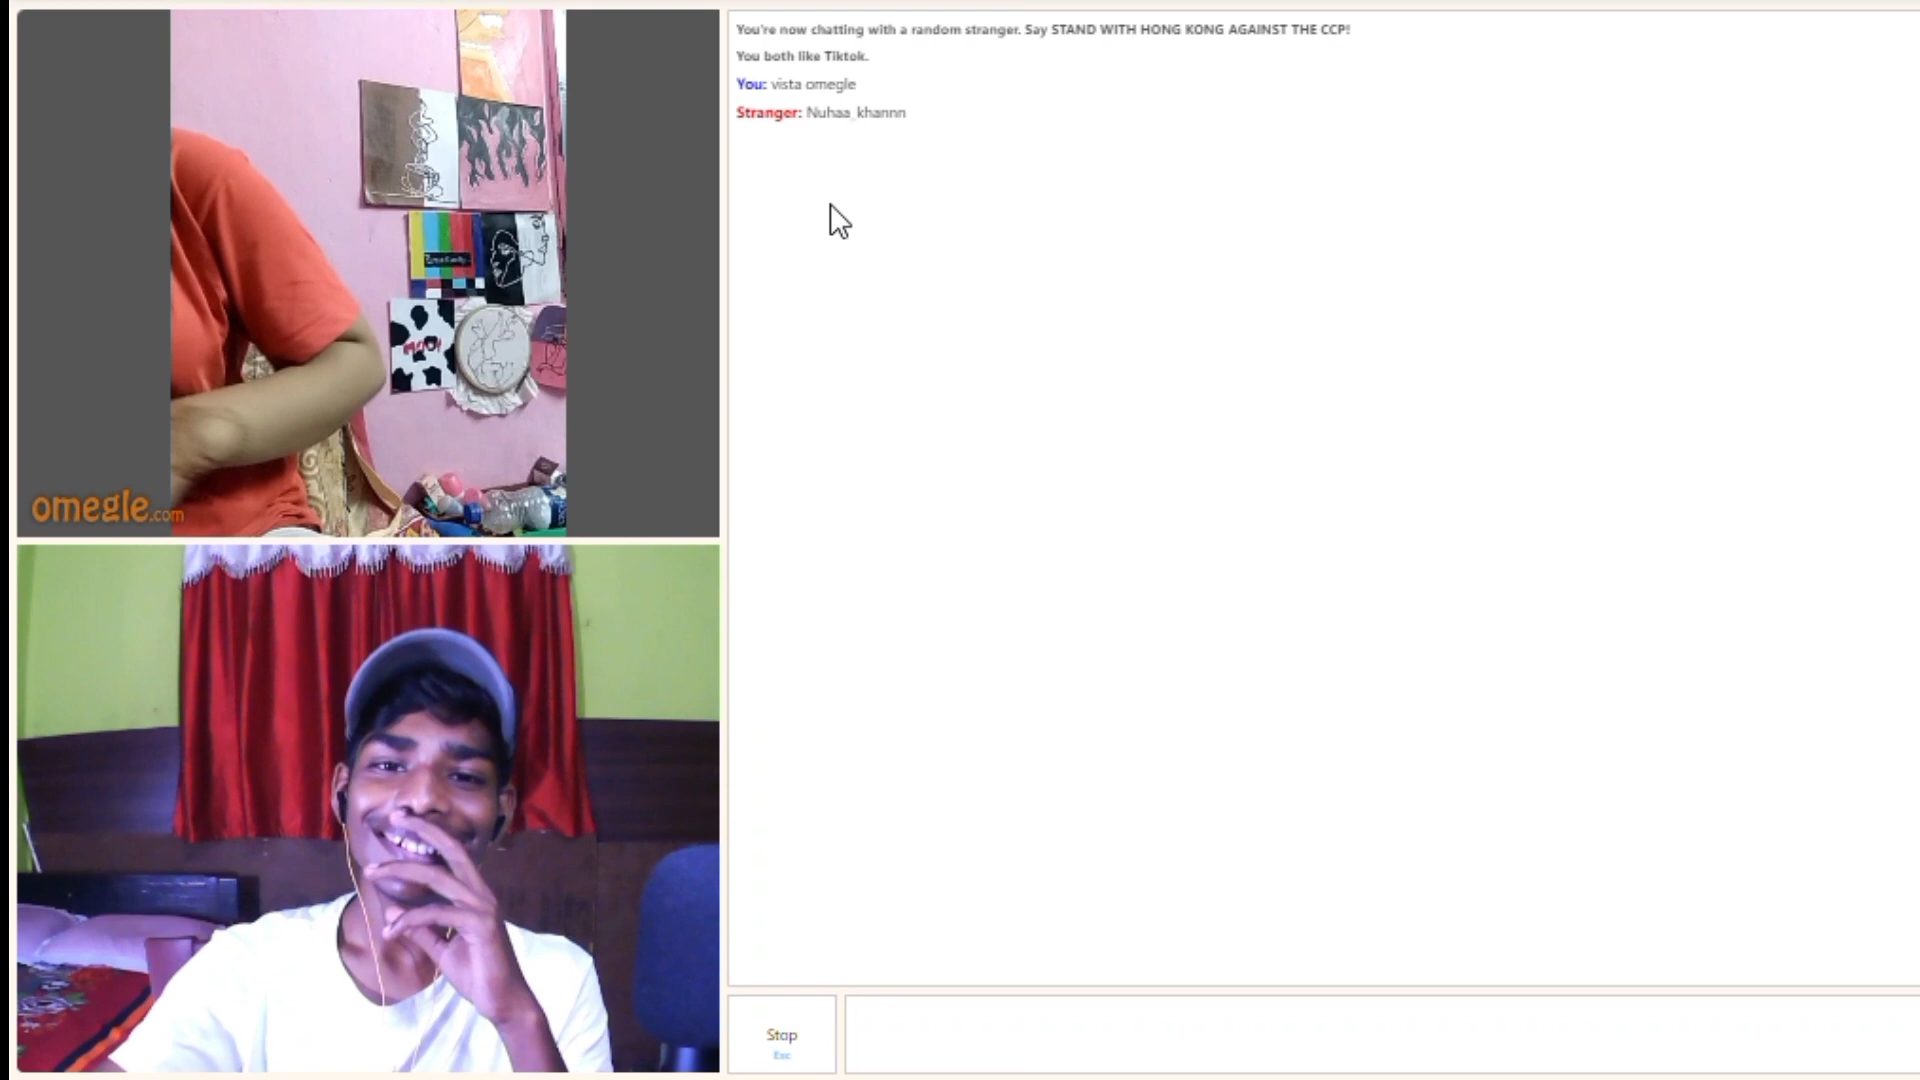 You're now chatting with a random stranger. Say STAND WITH HONG KONG AGAINST THE CCP!
You both like Tiktok.
You: vista omegle
Stranger: Nuhaa_khannn
omegle.com
Stop
Esc